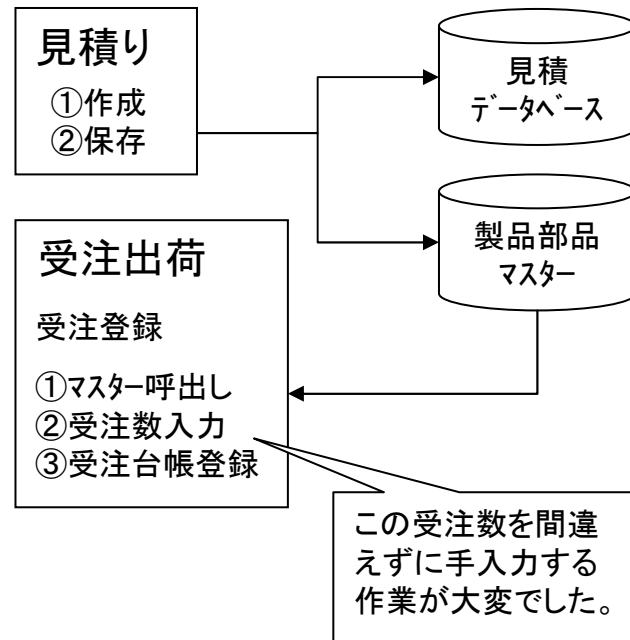 見積り
①作成
②保存
見積
ﾃﾞｰﾀﾍﾞｰｽ
製品部品
ﾏｽﾀｰ
受注出荷
受注登録
①ﾏｽﾀｰ呼出し
②受注数入力
③受注台帳登録
この受注数を間違
えずに手入力する
作業が大変でした。